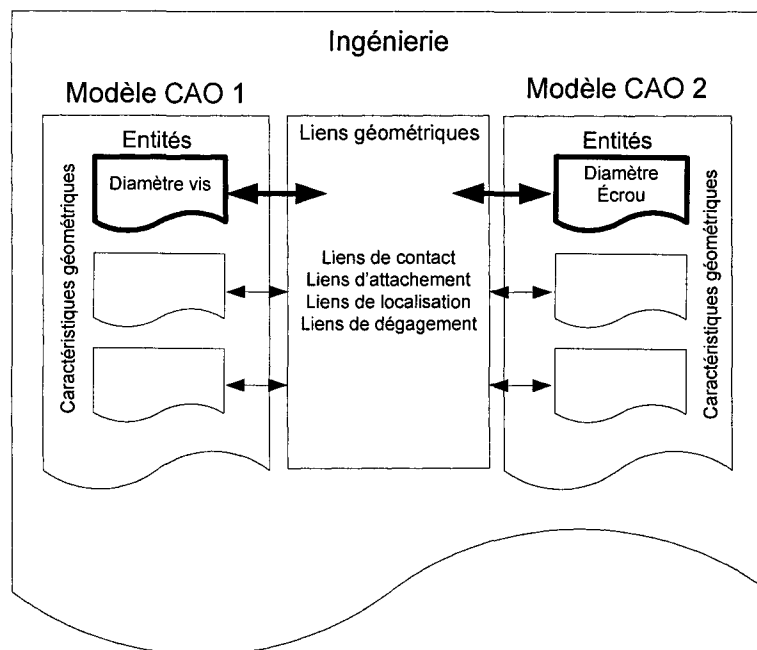 Ingénierie
Modèle CAO 1
Modèle CAO 2
Entités
Diamètre vis
Caractéristiques géométriques
Liens géométriques
Liens de contact
Liens d'attachement
Liens de localisation
Liens de dégagement
Entités
Diamètre
Écrou
Caractéristiques géométriques